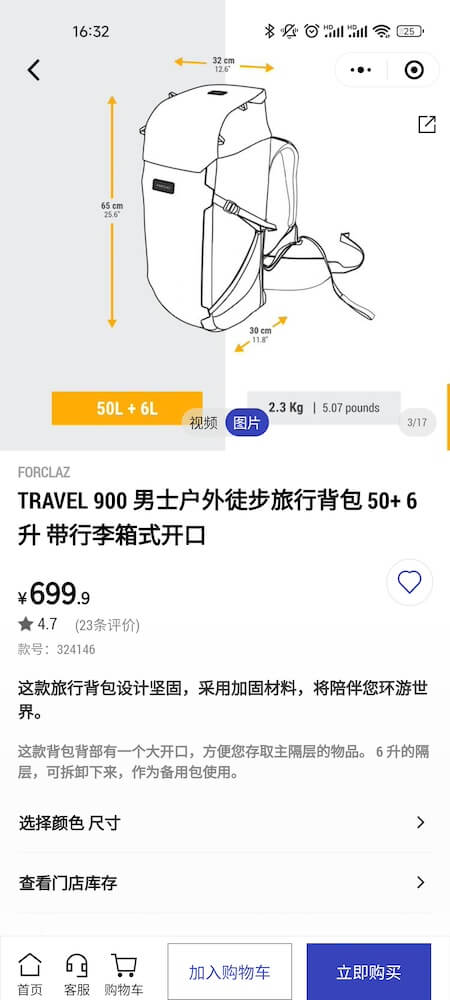 16:32
HD
HD
25
32 cm
12.6"
65 cm
25.6"
30 cm
11.8"
50L + 6L
2.3 Kg | 5.07 pounds
视频 图片
3/17
FORCLAZ
TRAVEL 900 男士户外徒步旅行背包 50+ 6
升 带行李箱式开口
¥699.9
4.7 (23条评价)
款号：324146
这款旅行背包设计坚固，采用加固材料，将陪伴您环游世
界。
这款背包背部有一个大开口，方便您存取主隔层的物品。 6 升的隔
层，可拆卸下来，作为备用包使用。
选择颜色 尺寸
查看门店库存
首页 客服 购物车 加入购物车 立即购买